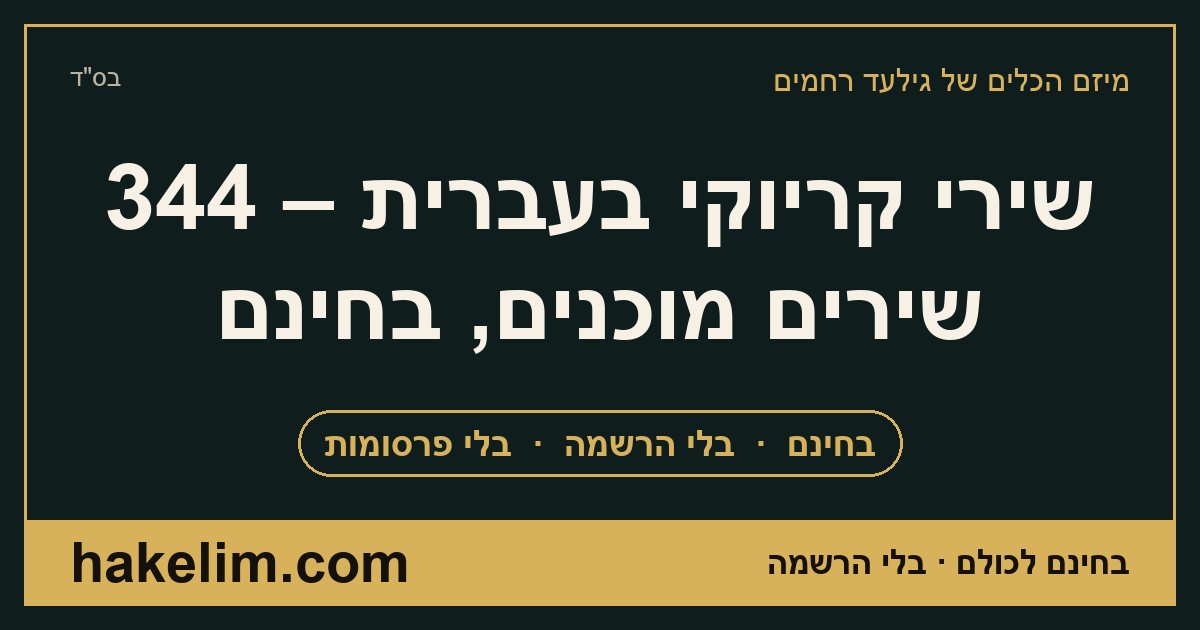 בס"ד
מיזם הכלים של גילעד רחמים
שירי קריוקי בעברית – 344
שירים מוכנים, בחינם
בחינם · בלי הרשמה · בלי פרסומות
בחינם לכולם · בלי הרשמה
hakelim.com